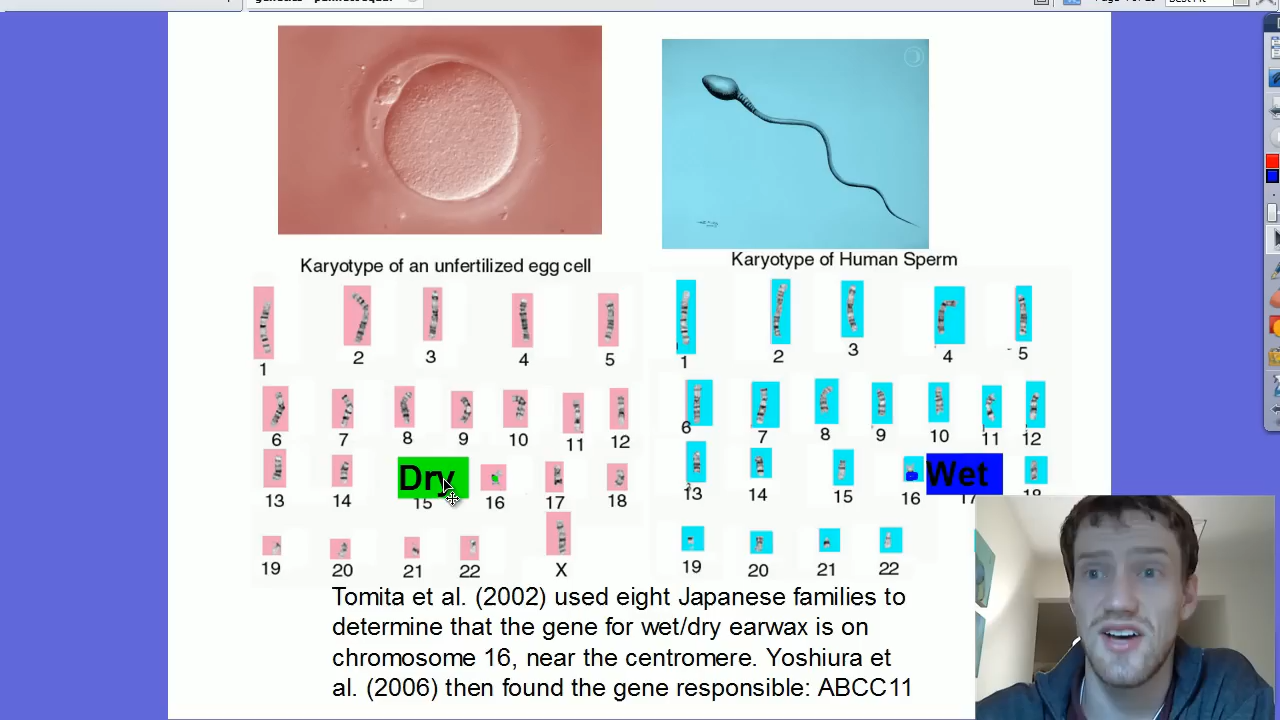 Karyotype of an unfertilized egg cell
Karyotype of Human Sperm
1 2 3 4 5
1 2 3 4 5
6 7 8 9 10 11 12
6 7 8 9 10 11 12
Dry
Wet
13 14 15 16 17 18
13 14 15 16 17 18
19 20 21 22 X
19 20 21 22
Tomita et al. (2002) used eight Japanese families to
determine that the gene for wet/dry earwax is on
chromosome 16, near the centromere. Yoshiura et
al. (2006) then found the gene responsible: ABCC11